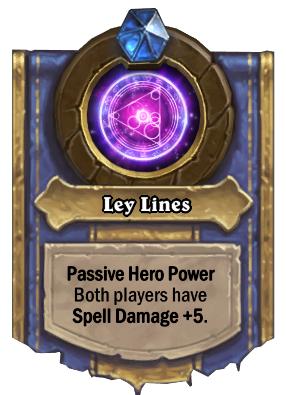 Ley Lines
Passive Hero Power
Both players have
Spell Damage +5.